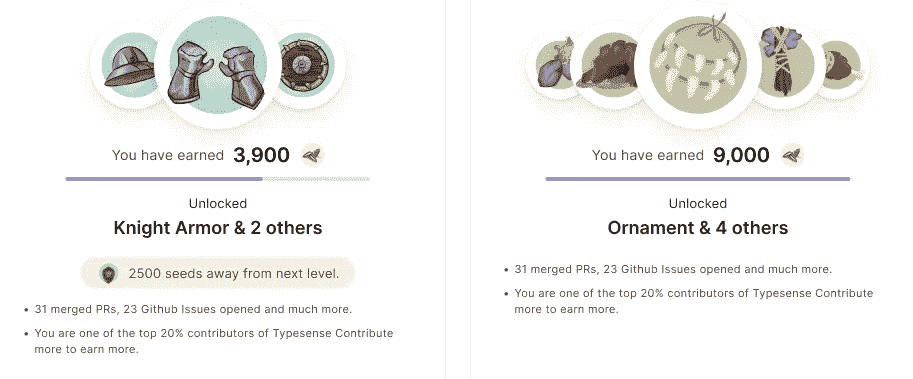 You have earned 3,900
Unlocked
Knight Armor & 2 others
2500 seeds away from next level.
• 31 merged PRs, 23 Github Issues opened and much more.
• You are one of the top 20% contributors of Typesense Contribute
more to earn more.
You have earned 9,000
Unlocked
Ornament & 4 others
• 31 merged PRs, 23 Github Issues opened and much more.
• You are one of the top 20% contributors of Typesense Contribute
more to earn more.